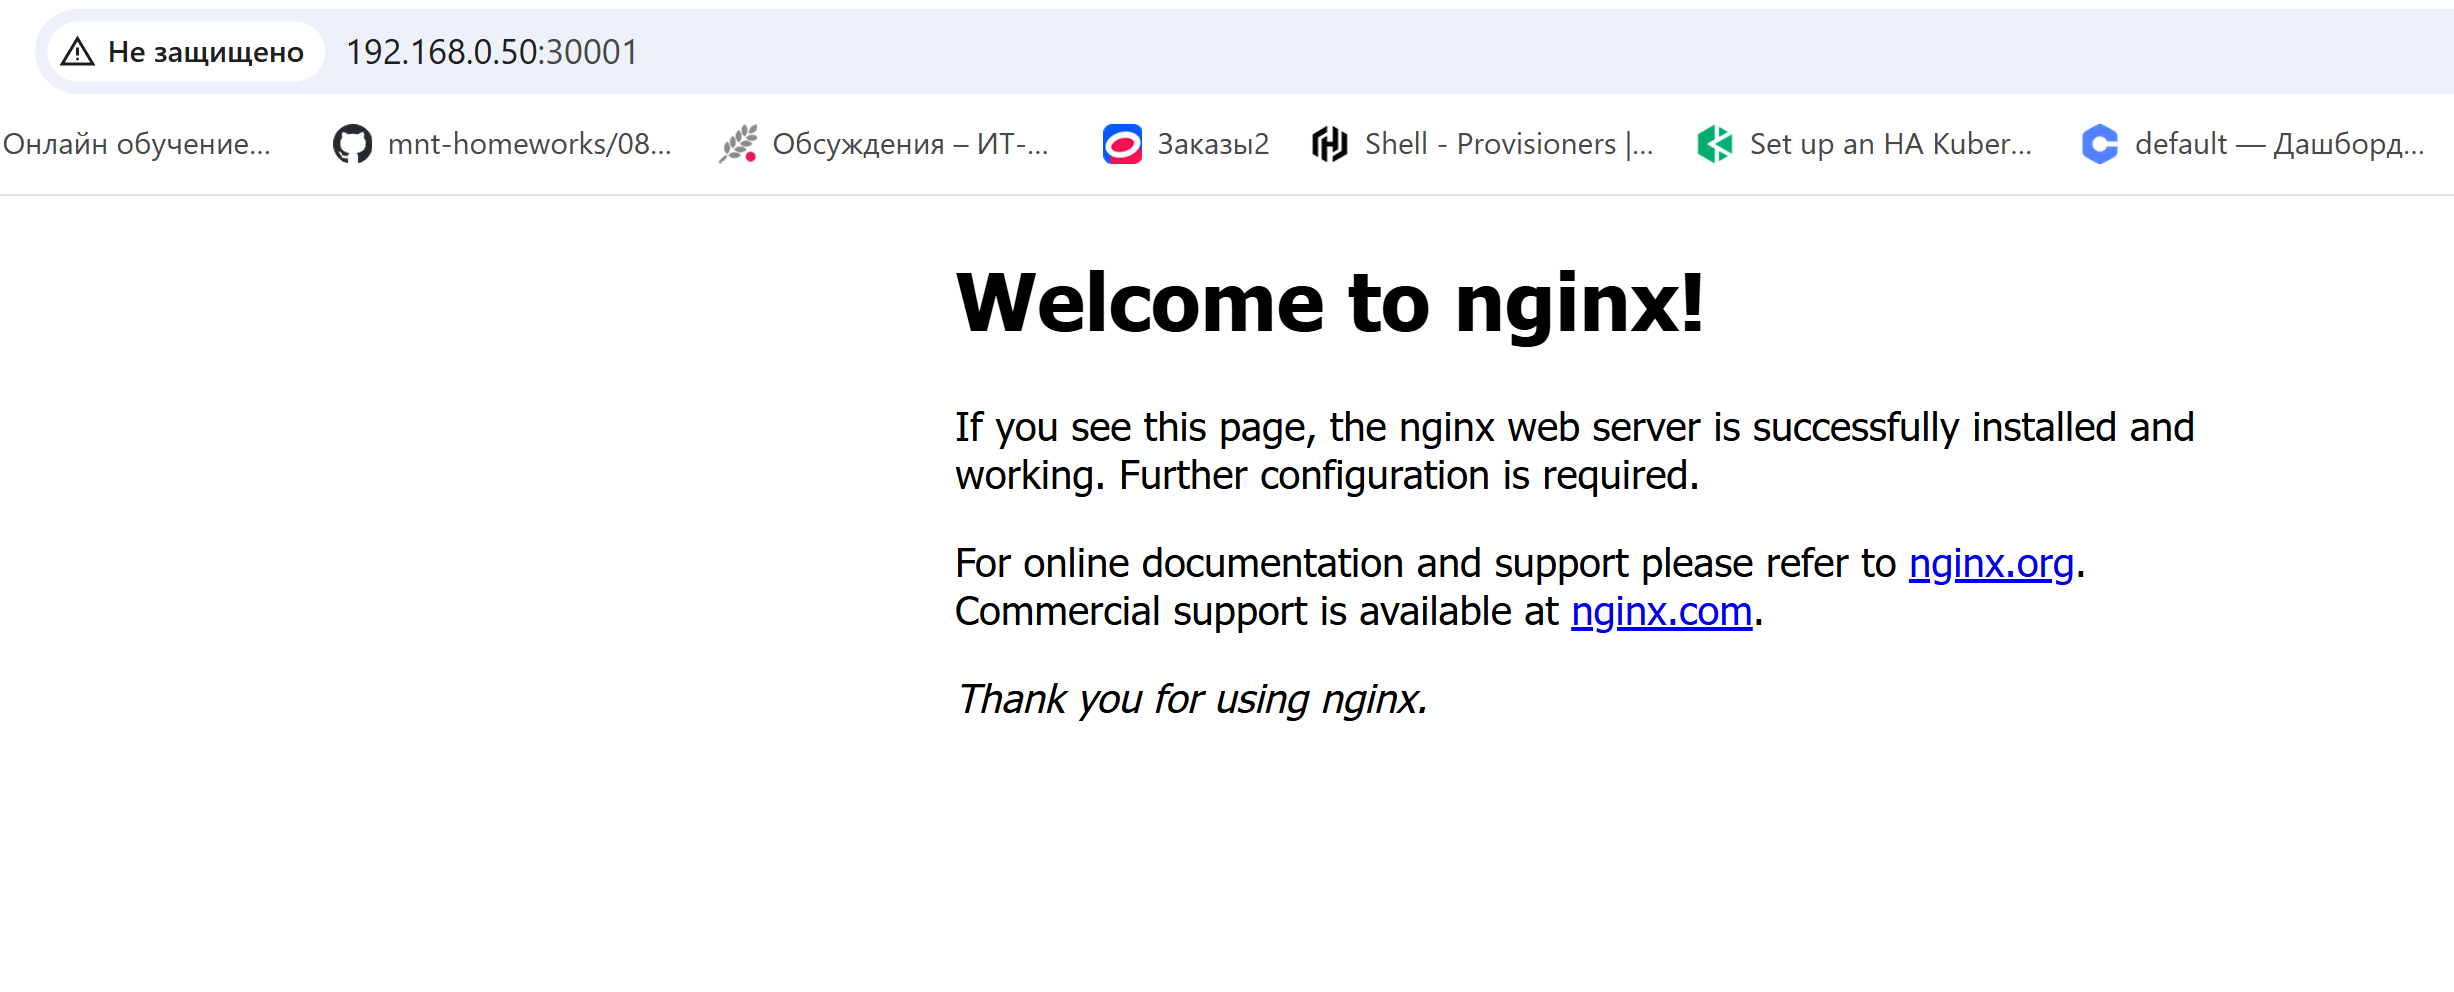 Не защищено 192.168.0.50:30001
Онлайн обучение... mnt-homeworks/08... Обсуждения – ИТ-... Заказы2 Shell - Provisioners |... Set up an HA Kuber... default — Дашборд...
Welcome to nginx!
If you see this page, the nginx web server is successfully installed and
working. Further configuration is required.
For online documentation and support please refer to nginx.org.
Commercial support is available at nginx.com.
Thank you for using nginx.